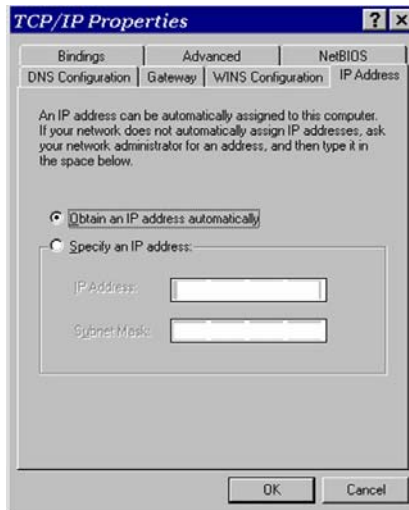 TCP/IP Properties
Bindings Advanced NetBIOS
DNS Configuration Gateway WINS Configuration IP Address
An IP address can be automatically assigned to this computer.
If your network does not automatically assign IP addresses, ask
your network administrator for an address, and then type it in
the space below.
Obtain an IP address automatically
Specify an IP address:
IP Address:
Subnet Mask:
OK Cancel